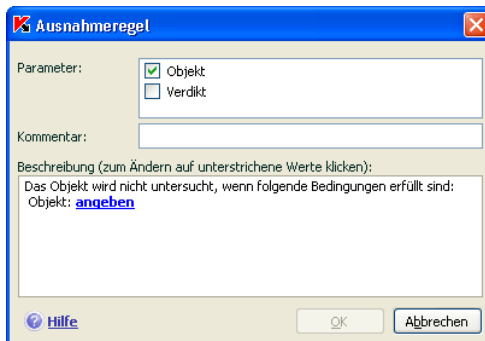 Ausnahmeregel
Parameter:
Objekt
Verdikt
Kommentar:
Beschreibung (zum Ändern auf unterstrichene Werte klicken):
Das Objekt wird nicht untersucht, wenn folgende Bedingungen erfüllt sind:
Objekt: angeben
Hilfe
OK
Abbrechen